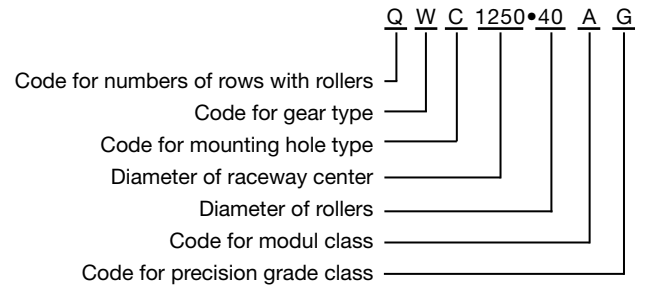 Q W C 1250•40 A G
Code for numbers of rows with rollers
Code for gear type
Code for mounting hole type
Diameter of raceway center
Diameter of rollers
Code for modul class
Code for precision grade class